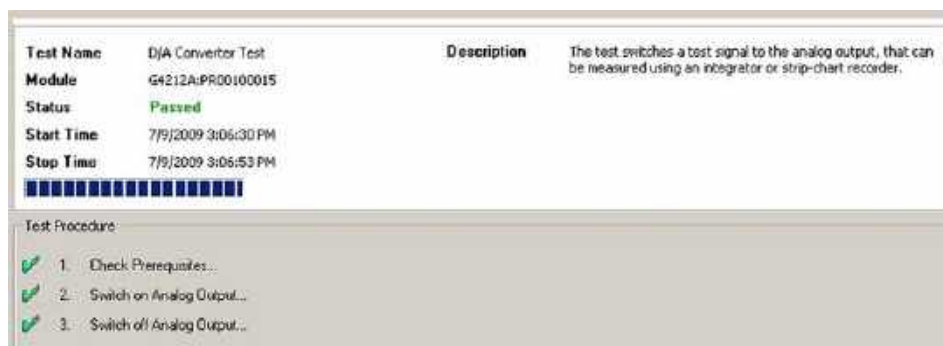 Test Name D/A Converter Test
Module G4212A:PR00100015
Status Passed
Start Time 7/9/2009 3:06:30 PM
Stop Time 7/9/2009 3:06:53 PM
Description The test switches a test signal to the analog output, that can
be measured using an integrator or strip-chart recorder.
Test Procedure
1. Check Prerequisites...
2. Switch on Analog Output...
3. Switch off Analog Output...